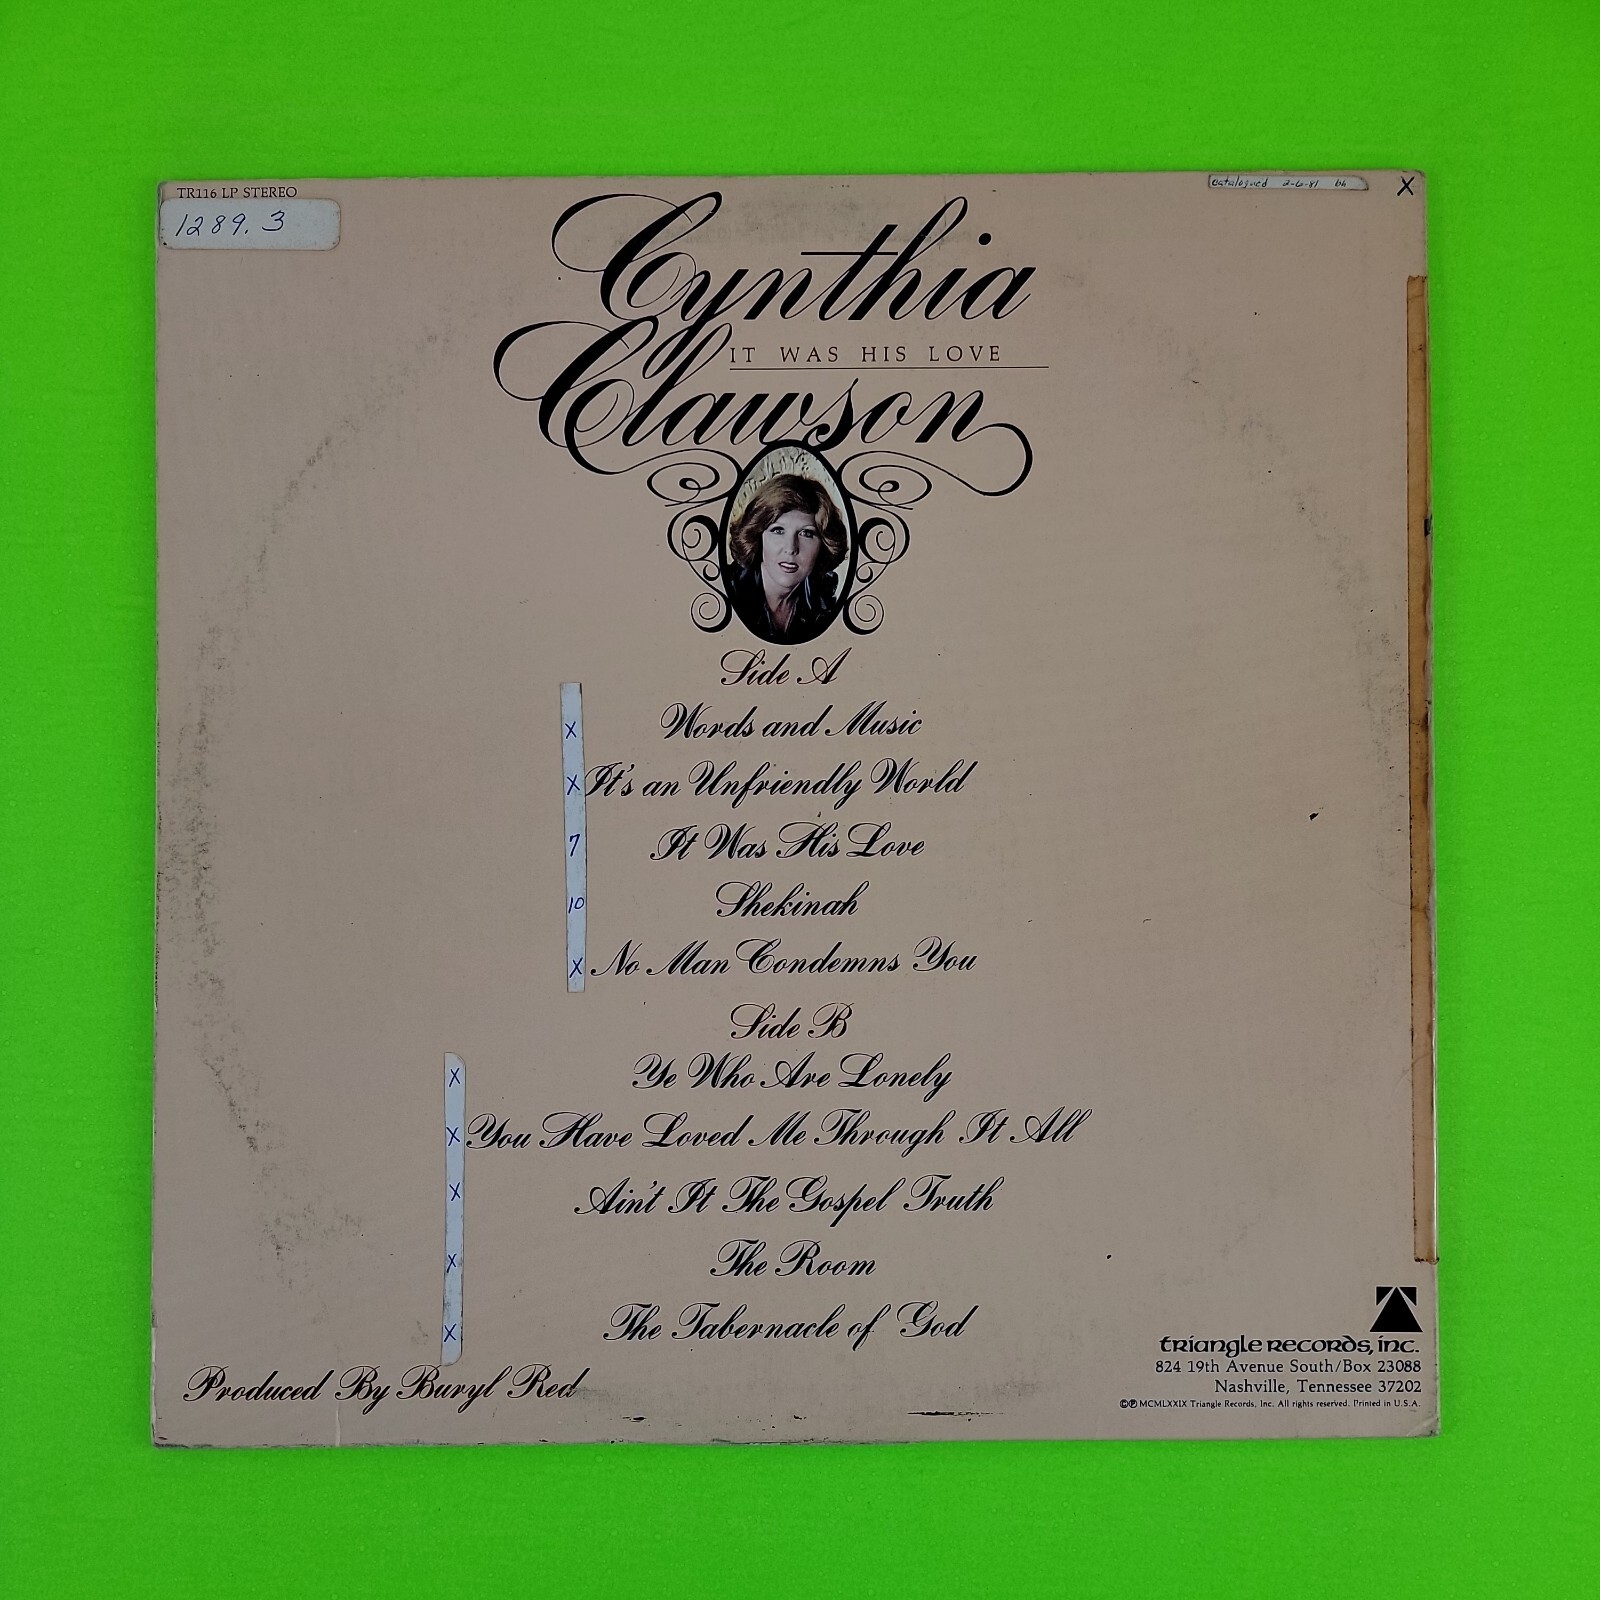 TR116 LP STEREO
1289.3
catalogued 2-6-81 bh
X
Cynthia
IT WAS HIS LOVE
Clawson
Side A
X Words and Music
X It's an Unfriendly World
7 It Was His Love
10 Shekinah
X No Man Condemns You
Side B
X Ye Who Are Lonely
X You Have Loved Me Through It All
X Ain't It The Gospel Truth
X The Room
X The Tabernacle of God
Produced By Buryl Red
triangle records, inc.
824 19th Avenue South/Box 23088
Nashville, Tennessee 37202
©℗ MCMLXXIX Triangle Records, Inc. All rights reserved. Printed in U.S.A.